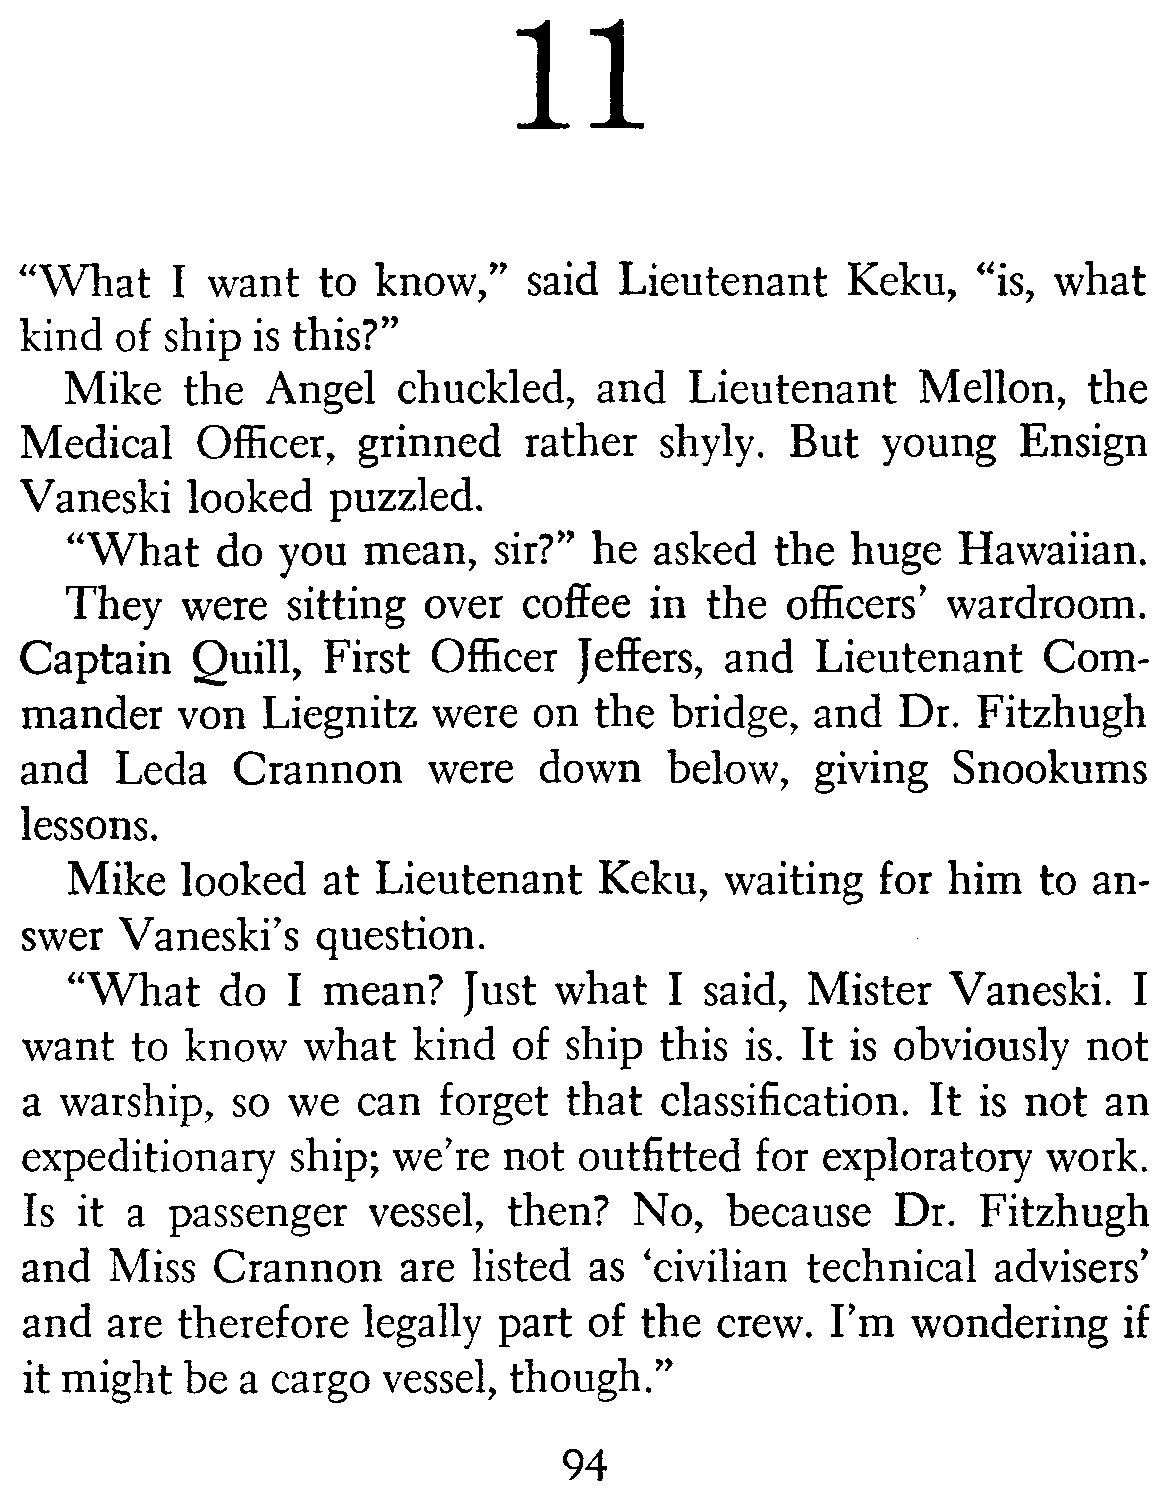 11
“What I want to know,” said Lieutenant Keku, “is, what
kind of ship is this?”
Mike the Angel chuckled, and Lieutenant Mellon, the
Medical Officer, grinned rather shyly. But young Ensign
Vaneski looked puzzled.
“What do you mean, sir?” he asked the huge Hawaiian.
They were sitting over coffee in the officers’ wardroom.
Captain Quill, First Officer Jeffers, and Lieutenant Com-
mander von Liegnitz were on the bridge, and Dr. Fitzhugh
and Leda Crannon were down below, giving Snookums
lessons.
Mike looked at Lieutenant Keku, waiting for him to an-
swer Vaneski’s question.
“What do I mean? Just what I said, Mister Vaneski. I
want to know what kind of ship this is. It is obviously not
a warship, so we can forget that classification. It is not an
expeditionary ship; we’re not outfitted for exploratory work.
Is it a passenger vessel, then? No, because Dr. Fitzhugh
and Miss Crannon are listed as ‘civilian technical advisers’
and are therefore legally part of the crew. I’m wondering if
it might be a cargo vessel, though.”
94